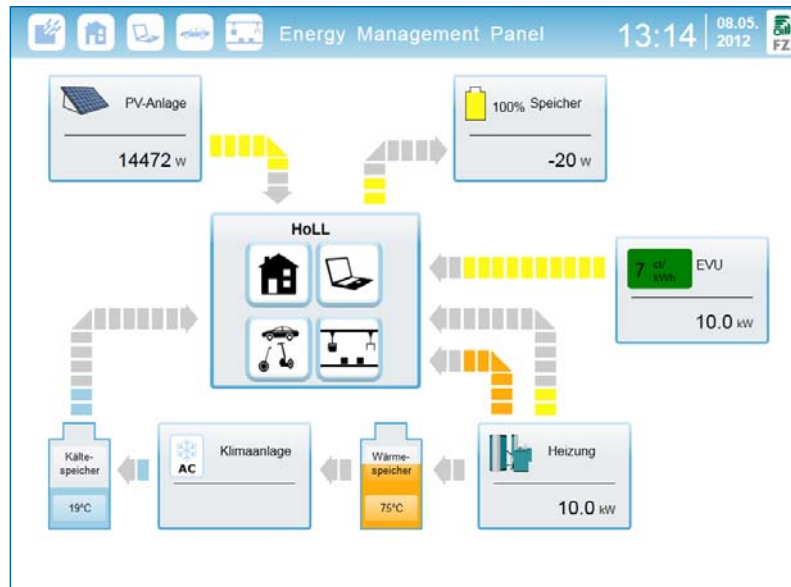 Energy Management Panel
13:14
08.05.
2012
FZI
PV-Anlage
14472 W
100% Speicher
-20 W
HoLL
7 ct/
kWh
EVU
10.0 kW
Kälte-
speicher
19°C
AC
Klimaanlage
Wärme-
speicher
75°C
Heizung
10.0 kW